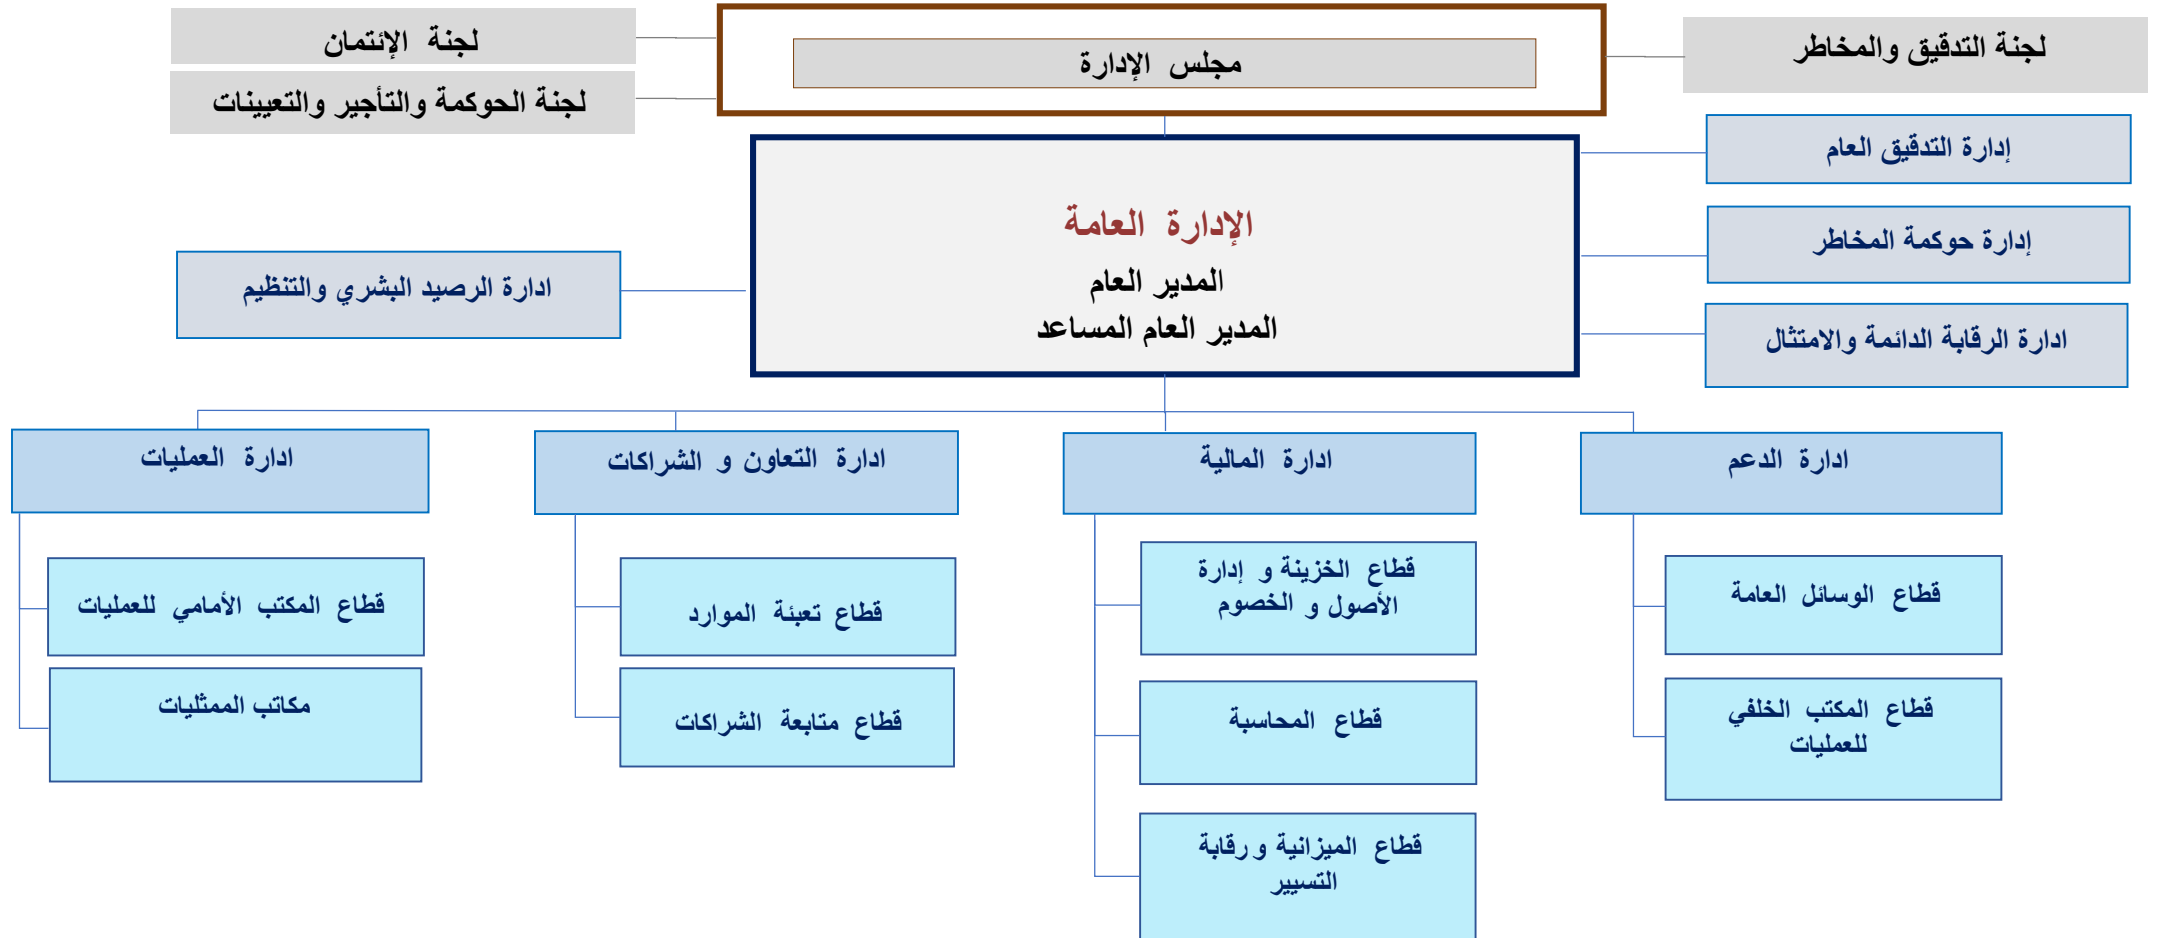 لجنة التدقيق والمخاطر
مجلس الإدارة
لجنة الإئتمان
لجنة الحوكمة والتأجير والتعيينات
إدارة التدقيق العام
إدارة حوكمة المخاطر
ادارة الرقابة الدائمة والامتثال
الإدارة العامة
المدير العام
المدير العام المساعد
ادارة الرصيد البشري والتنظيم
ادارة الدعم
ادارة المالية
ادارة التعاون و الشراكات
ادارة العمليات
قطاع الوسائل العامة
قطاع المكتب الخلفي
للعمليات
قطاع الخزينة و إدارة
الأصول و الخصوم
قطاع المحاسبة
قطاع الميزانية ورقابة
التسيير
قطاع تعبئة الموارد
قطاع متابعة الشراكات
قطاع المكتب الأمامي للعمليات
مكاتب الممثليات